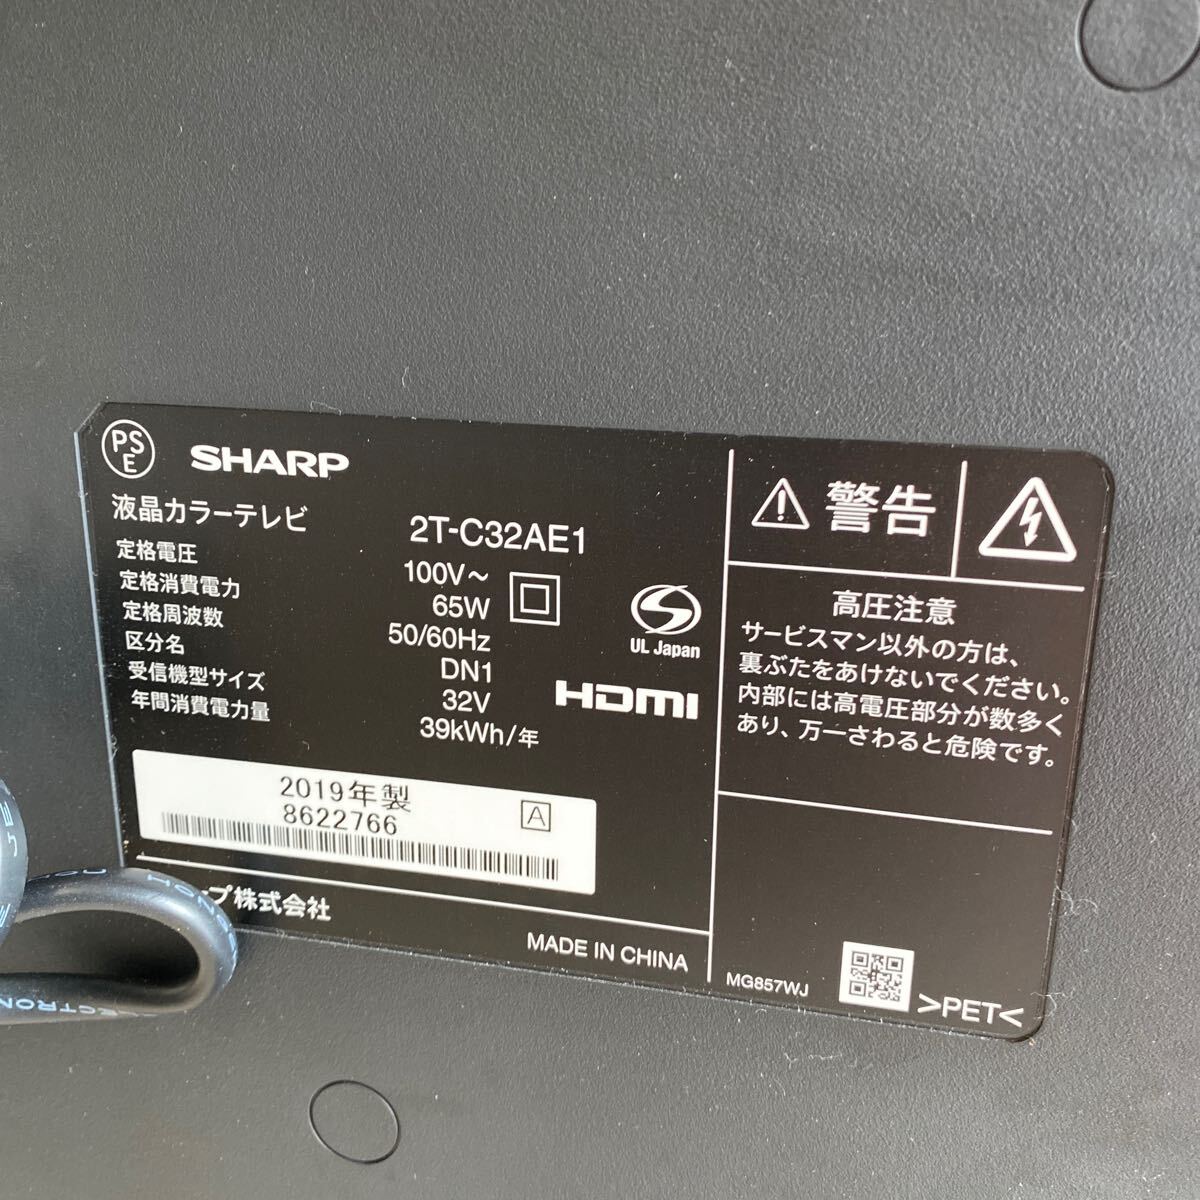 PS
E
SHARP
液晶カラーテレビ 2T-C32AE1
定格電圧 100V～
定格消費電力 65W
定格周波数 50/60Hz
区分名 DN1
受信機型サイズ 32V
年間消費電力量 39kWh/年
UL Japan
HDMI
2019年製
8622766
A
プ株式会社
MADE IN CHINA
警告
高圧注意
サービスマン以外の方は、
裏ぶたをあけないでください。
内部には高電圧部分が数多く
あり、万一さわると危険です。
MG857WJ
>PET<